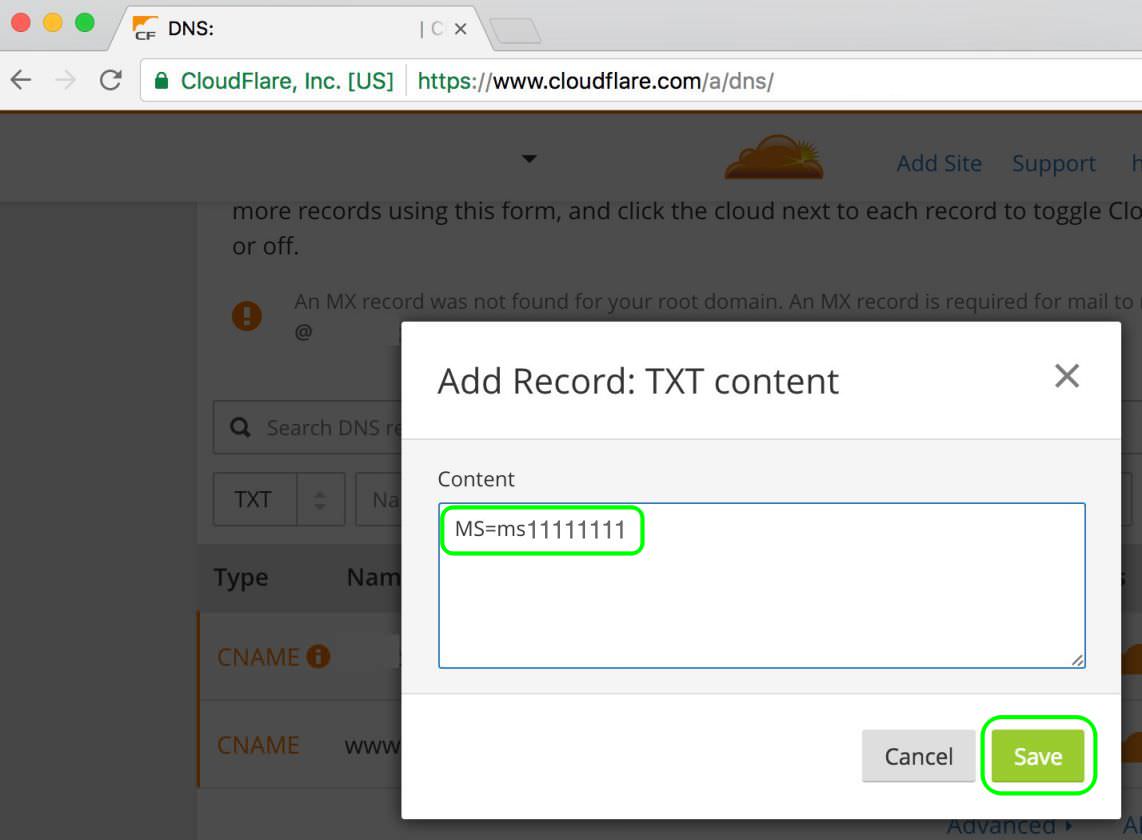 CF DNS: | C
CloudFlare, Inc. [US] https://www.cloudflare.com/a/dns/
Add Site Support h
more records using this form, and click the cloud next to each record to toggle Clo
or off.
An MX record was not found for your root domain. An MX record is required for mail to
@
Add Record: TXT content
Search DNS re
TXT Na
Content
MS=ms11111111
Type Nam s
CNAME
CNAME www
Cancel Save
Advanced A